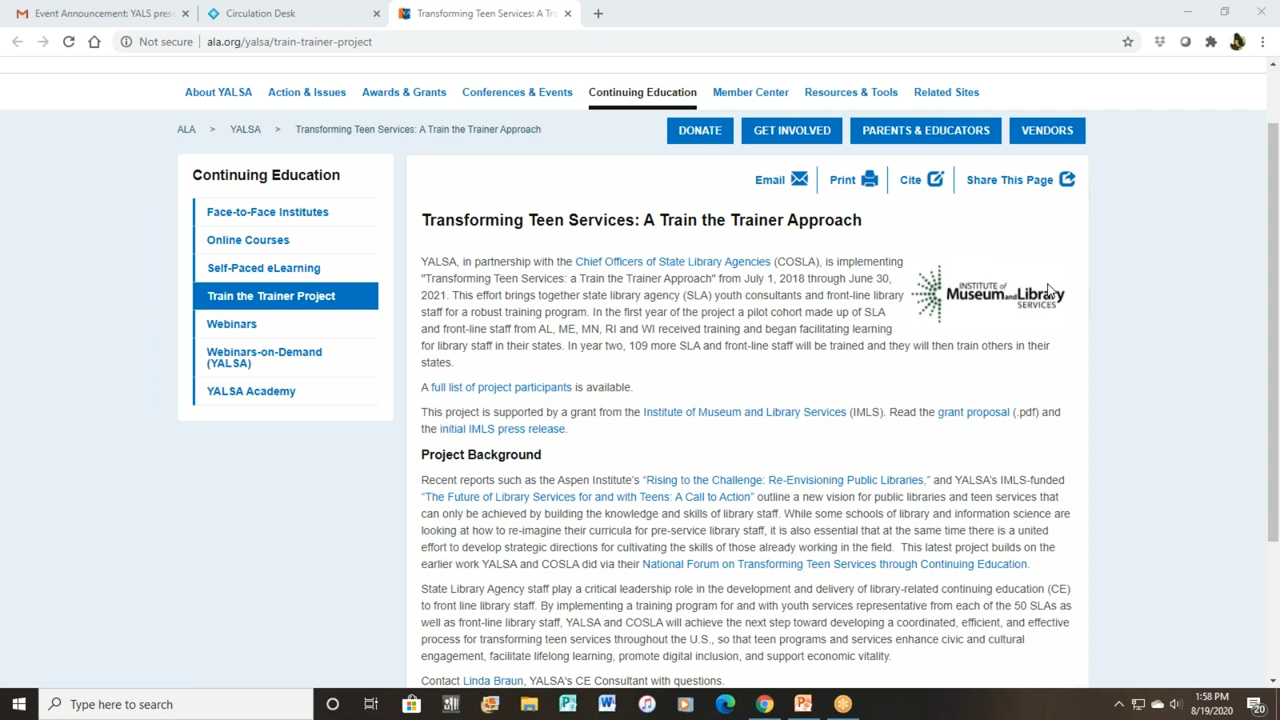 Event Announcement: YALS pres
Circulation Desk
Transforming Teen Services: A Tra
Not secure
ala.org/yalsa/train-trainer-project
About YALSA
Action & Issues
Awards & Grants
Conferences & Events
Continuing Education
Member Center
Resources & Tools
Related Sites
ALA > YALSA > Transforming Teen Services: A Train the Trainer Approach
DONATE
GET INVOLVED
PARENTS & EDUCATORS
VENDORS
Continuing Education
Face-to-Face Institutes
Online Courses
Self-Paced eLearning
Train the Trainer Project
Webinars
Webinars-on-Demand
(YALSA)
YALSA Academy
Email
Print
Cite
Share This Page
Transforming Teen Services: A Train the Trainer Approach
YALSA, in partnership with the Chief Officers of State Library Agencies (COSLA), is implementing
"Transforming Teen Services: a Train the Trainer Approach" from July 1, 2018 through June 30,
2021. This effort brings together state library agency (SLA) youth consultants and front-line library
staff for a robust training program. In the first year of the project a pilot cohort made up of SLA
and front-line staff from AL, ME, MN, RI and WI received training and began facilitating learning
for library staff in their states. In year two, 109 more SLA and front-line staff will be trained and they will then train others in their
states.
INSTITUTE of
Museum and Library
SERVICES
A full list of project participants is available.
This project is supported by a grant from the Institute of Museum and Library Services (IMLS). Read the grant proposal (.pdf) and
the initial IMLS press release.
Project Background
Recent reports such as the Aspen Institute's “Rising to the Challenge: Re-Envisioning Public Libraries,” and YALSA's IMLS-funded
“The Future of Library Services for and with Teens: A Call to Action” outline a new vision for public libraries and teen services that
can only be achieved by building the knowledge and skills of library staff. While some schools of library and information science are
looking at how to re-imagine their curricula for pre-service library staff, it is also essential that at the same time there is a united
effort to develop strategic directions for cultivating the skills of those already working in the field. This latest project builds on the
earlier work YALSA and COSLA did via their National Forum on Transforming Teen Services through Continuing Education.
State Library Agency staff play a critical leadership role in the development and delivery of library-related continuing education (CE)
to front line library staff. By implementing a training program for and with youth services representative from each of the 50 SLAs as
well as front-line library staff, YALSA and COSLA will achieve the next step toward developing a coordinated, efficient, and effective
process for transforming teen services throughout the U.S., so that teen programs and services enhance civic and cultural
engagement, facilitate lifelong learning, promote digital inclusion, and support economic vitality.
Contact Linda Braun, YALSA's CE Consultant with questions.
Type here to search
1:58 PM
8/19/2020
20